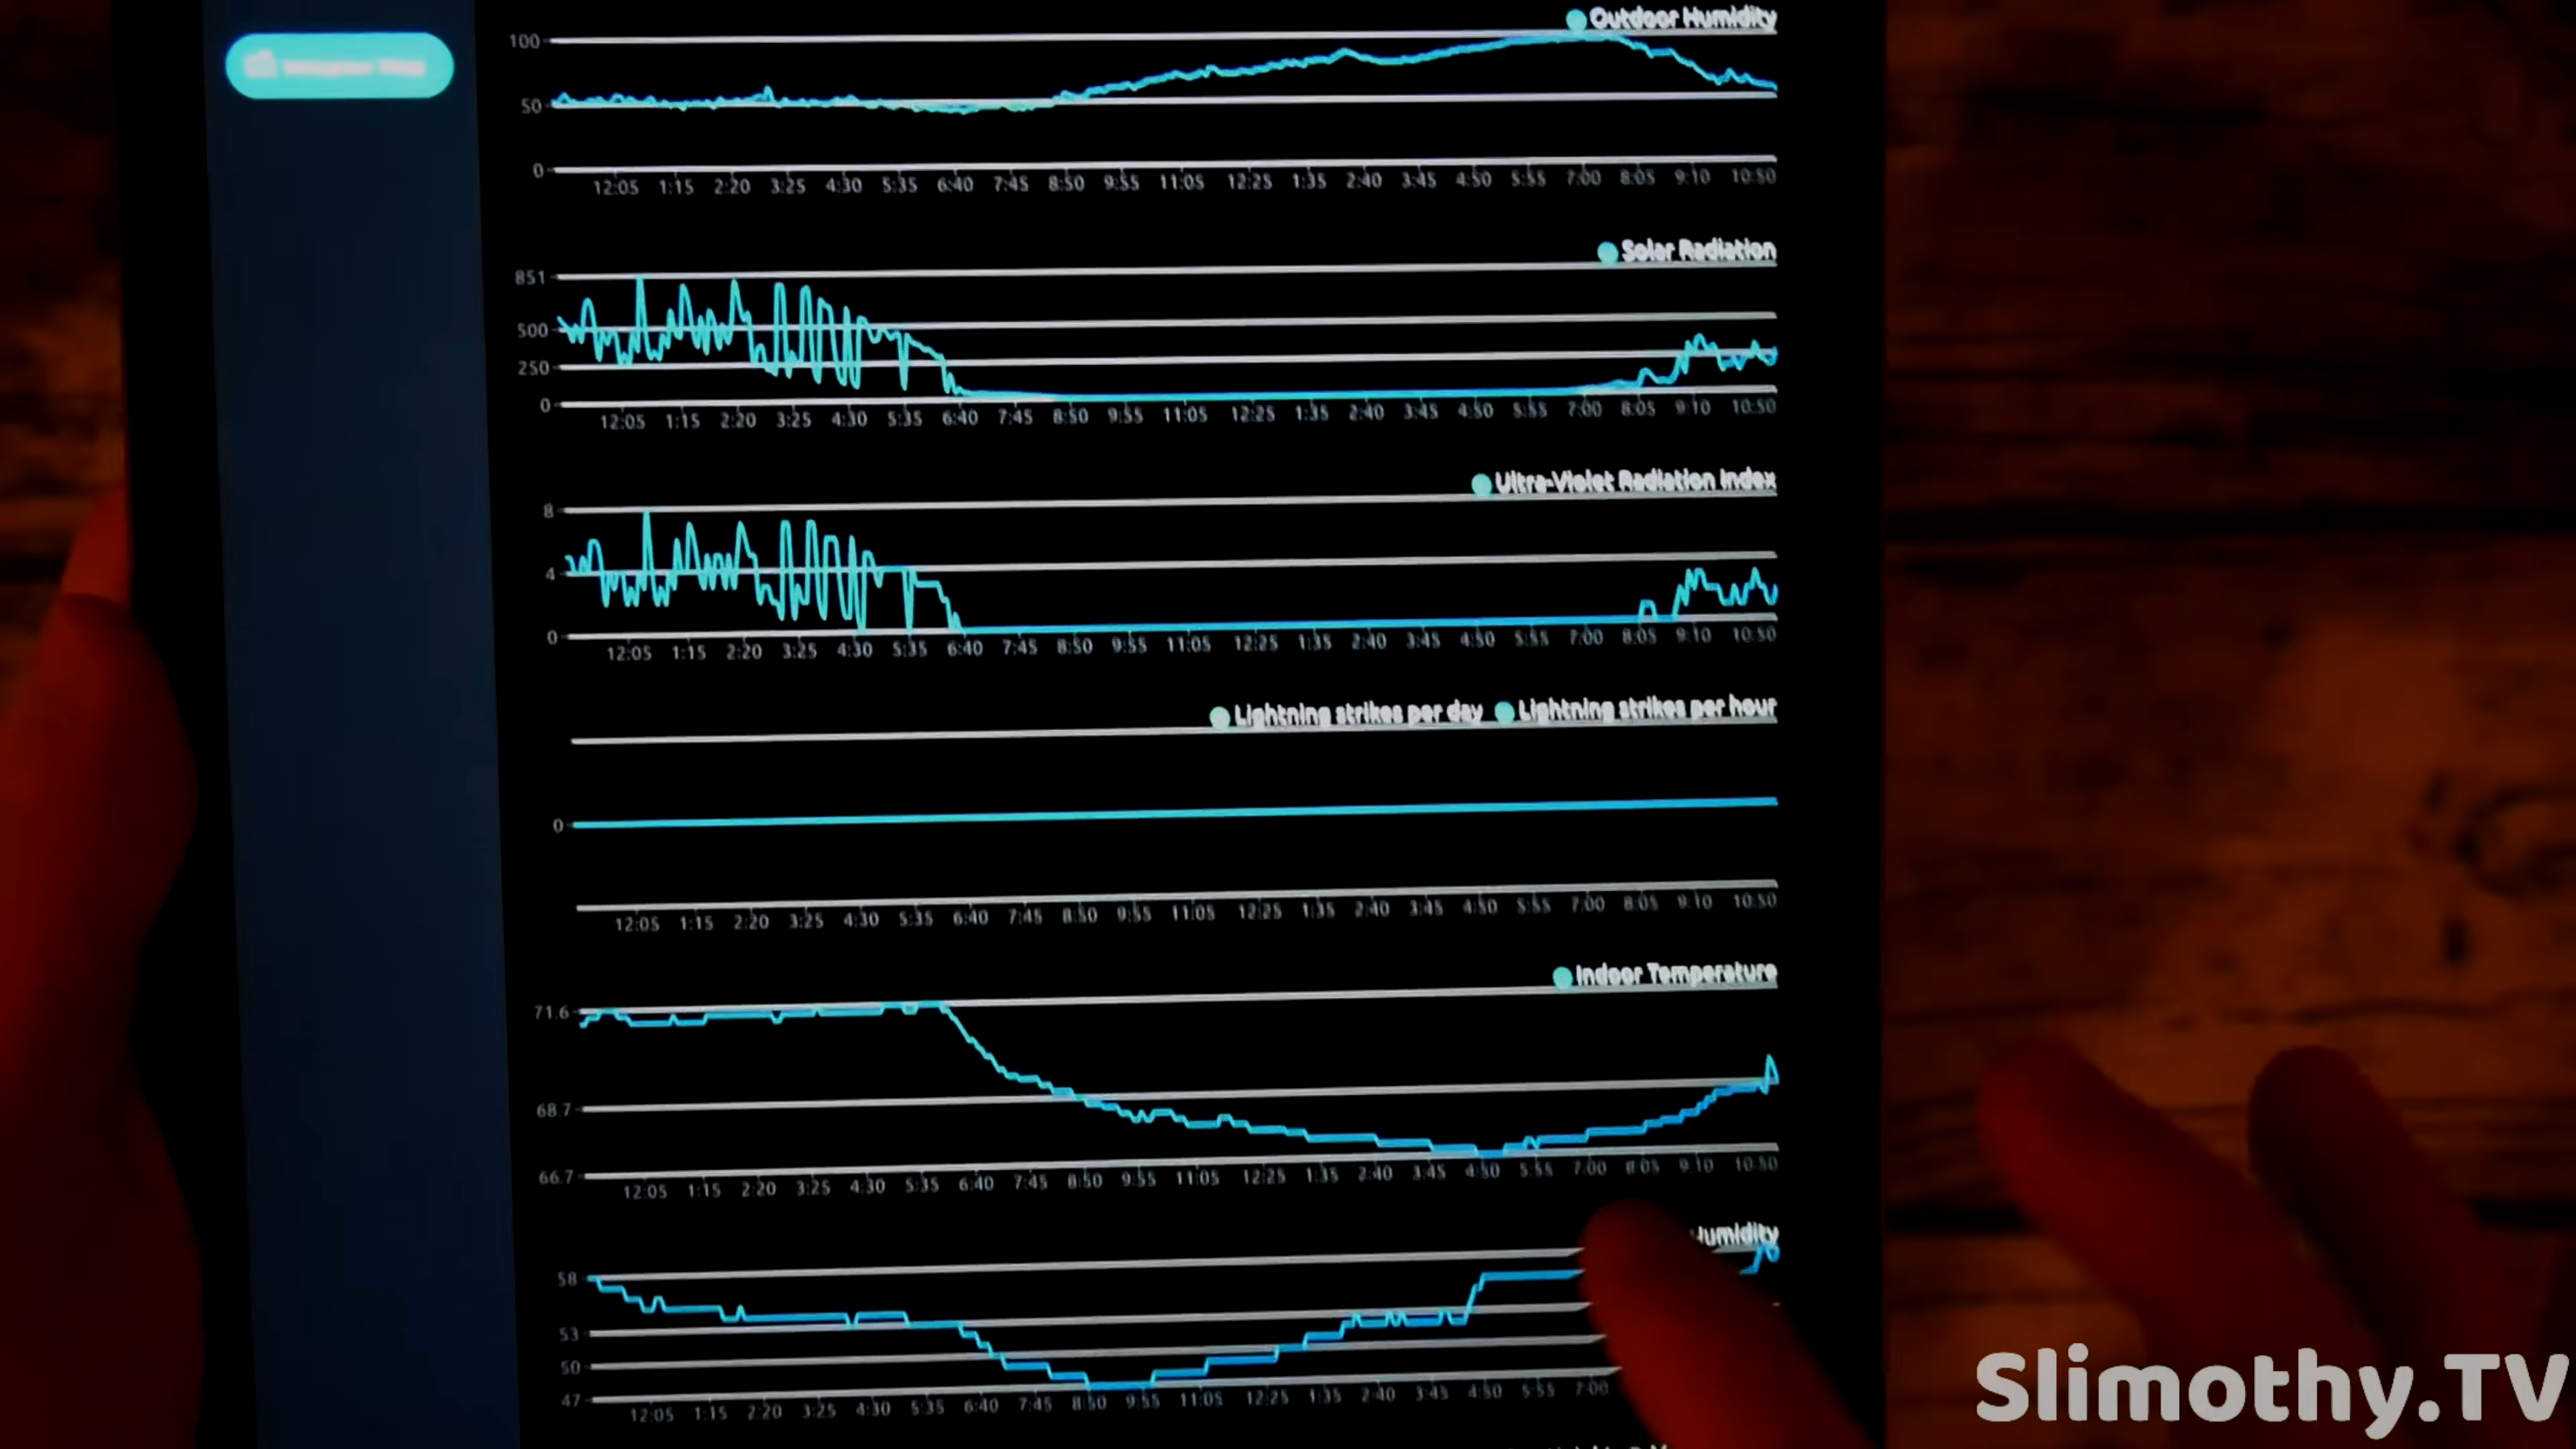 Outdoor Humidity
100
50
0
12:05 1:15 2:20 3:25 4:30 5:35 6:40 7:45 8:50 9:55 11:05 12:25 1:35 2:40 3:45 4:50 5:55 7:00 8:05 9:10 10:50
Solar Radiation
851
500
250
0
12:05 1:15 2:20 3:25 4:30 5:35 6:40 7:45 8:50 9:55 11:05 12:25 1:35 2:40 3:45 4:50 5:55 7:00 8:05 9:10 10:50
Ultra-Violet Radiation Index
8
4
0
12:05 1:15 2:20 3:25 4:30 5:35 6:40 7:45 8:50 9:55 11:05 12:25 1:35 2:40 3:45 4:50 5:55 7:00 8:05 9:10 10:50
Lightning strikes per day Lightning strikes per hour
0
12:05 1:15 2:20 3:25 4:30 5:35 6:40 7:45 8:50 9:55 11:05 12:25 1:35 2:40 3:45 4:50 5:55 7:00 8:05 9:10 10:50
Indoor Temperature
71.6
68.7
66.7
12:05 1:15 2:20 3:25 4:30 5:35 6:40 7:45 8:50 9:55 11:05 12:25 1:35 2:40 3:45 4:50 5:55 7:00 8:05 9:10 10:50
Humidity
58
53
50
47
12:05 1:15 2:20 3:25 4:30 5:35 6:40 7:45 8:50 9:55 11:05 12:25 1:35 2:40 3:45 4:50 5:55 7:00
Slimothy.TV